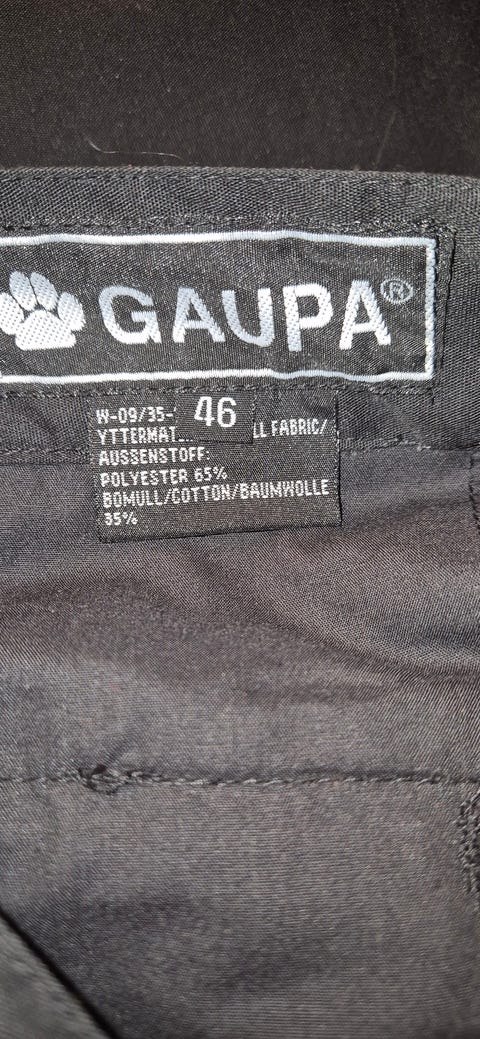 GAUPA®
46
W-09/35-
YTTERMAT
LL FABRIC/
AUSSENSTOFF:
POLYESTER 65%
BOMULL/COTTON/BAUMWOLLE
35%